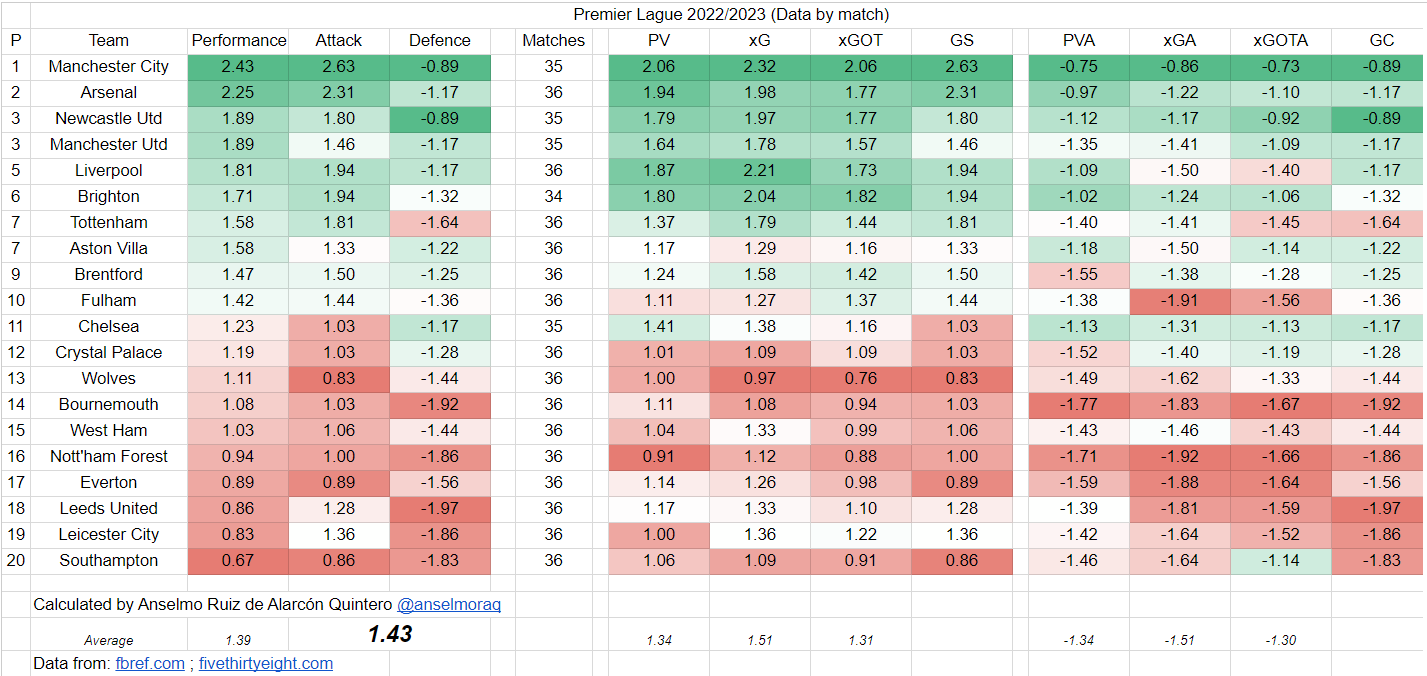 Premier Lague 2022/2023 (Data by match)
P Team Performance Attack Defence Matches PV xG xGOT GS PVA xGA xGOTA GC
1 Manchester City 2.43 2.63 -0.89 35 2.06 2.32 2.06 2.63 -0.75 -0.86 -0.73 -0.89
2 Arsenal 2.25 2.31 -1.17 36 1.94 1.98 1.77 2.31 -0.97 -1.22 -1.10 -1.17
3 Newcastle Utd 1.89 1.80 -0.89 35 1.79 1.97 1.77 1.80 -1.12 -1.17 -0.92 -0.89
3 Manchester Utd 1.89 1.46 -1.17 35 1.64 1.78 1.57 1.46 -1.35 -1.41 -1.09 -1.17
5 Liverpool 1.81 1.94 -1.17 36 1.87 2.21 1.73 1.94 -1.09 -1.50 -1.40 -1.17
6 Brighton 1.71 1.94 -1.32 34 1.80 2.04 1.82 1.94 -1.02 -1.24 -1.06 -1.32
7 Tottenham 1.58 1.81 -1.64 36 1.37 1.79 1.44 1.81 -1.40 -1.41 -1.45 -1.64
7 Aston Villa 1.58 1.33 -1.22 36 1.17 1.29 1.16 1.33 -1.18 -1.50 -1.14 -1.22
9 Brentford 1.47 1.50 -1.25 36 1.24 1.58 1.42 1.50 -1.55 -1.38 -1.28 -1.25
10 Fulham 1.42 1.44 -1.36 36 1.11 1.27 1.37 1.44 -1.38 -1.91 -1.56 -1.36
11 Chelsea 1.23 1.03 -1.17 35 1.41 1.38 1.16 1.03 -1.13 -1.31 -1.13 -1.17
12 Crystal Palace 1.19 1.03 -1.28 36 1.01 1.09 1.09 1.03 -1.52 -1.40 -1.19 -1.28
13 Wolves 1.11 0.83 -1.44 36 1.00 0.97 0.76 0.83 -1.49 -1.62 -1.33 -1.44
14 Bournemouth 1.08 1.03 -1.92 36 1.11 1.08 0.94 1.03 -1.77 -1.83 -1.67 -1.92
15 West Ham 1.03 1.06 -1.44 36 1.04 1.33 0.99 1.06 -1.43 -1.46 -1.43 -1.44
16 Nott'ham Forest 0.94 1.00 -1.86 36 0.91 1.12 0.88 1.00 -1.71 -1.92 -1.66 -1.86
17 Everton 0.89 0.89 -1.56 36 1.14 1.26 0.98 0.89 -1.59 -1.88 -1.64 -1.56
18 Leeds United 0.86 1.28 -1.97 36 1.17 1.33 1.10 1.28 -1.39 -1.81 -1.59 -1.97
19 Leicester City 0.83 1.36 -1.86 36 1.00 1.36 1.22 1.36 -1.42 -1.64 -1.52 -1.86
20 Southampton 0.67 0.86 -1.83 36 1.06 1.09 0.91 0.86 -1.46 -1.64 -1.14 -1.83
Calculated by Anselmo Ruiz de Alarcón Quintero @anselmoraq
Average 1.39 1.43 1.34 1.51 1.31 -1.34 -1.51 -1.30
Data from: fbref.com ; fivethirtyeight.com